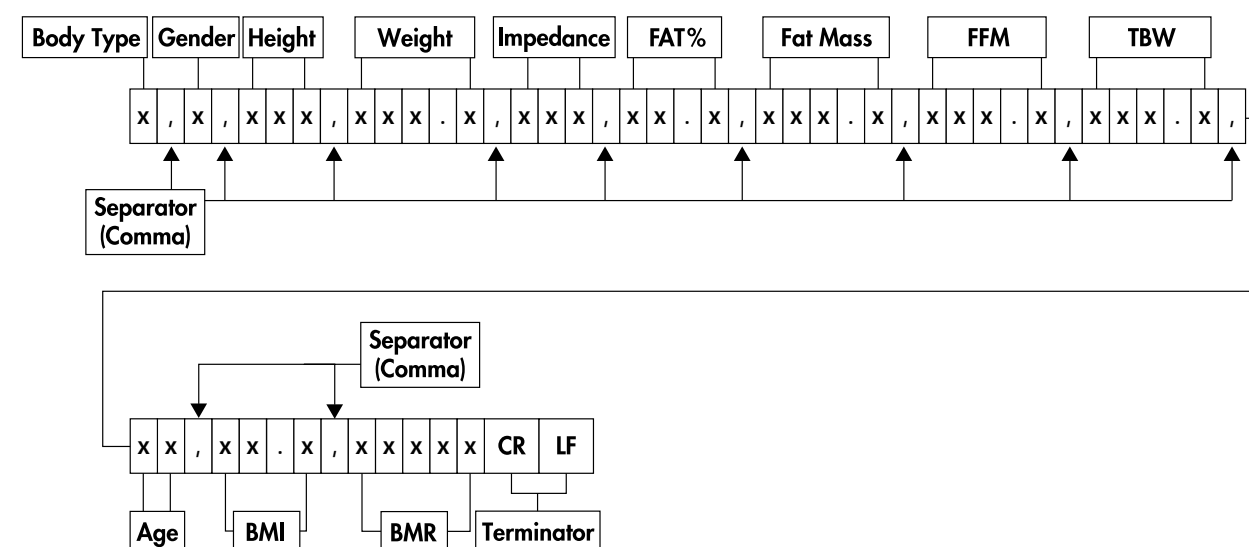 Body Type Gender Height Weight Impedance FAT% Fat Mass FFM TBW
x , x , x x x , x x x . x , x x x , x x . x , x x x . x , x x x . x , x x x . x ,
Separator
(Comma)
Separator
(Comma)
x x , x x . x , x x x x x CR LF
Age BMI BMR Terminator